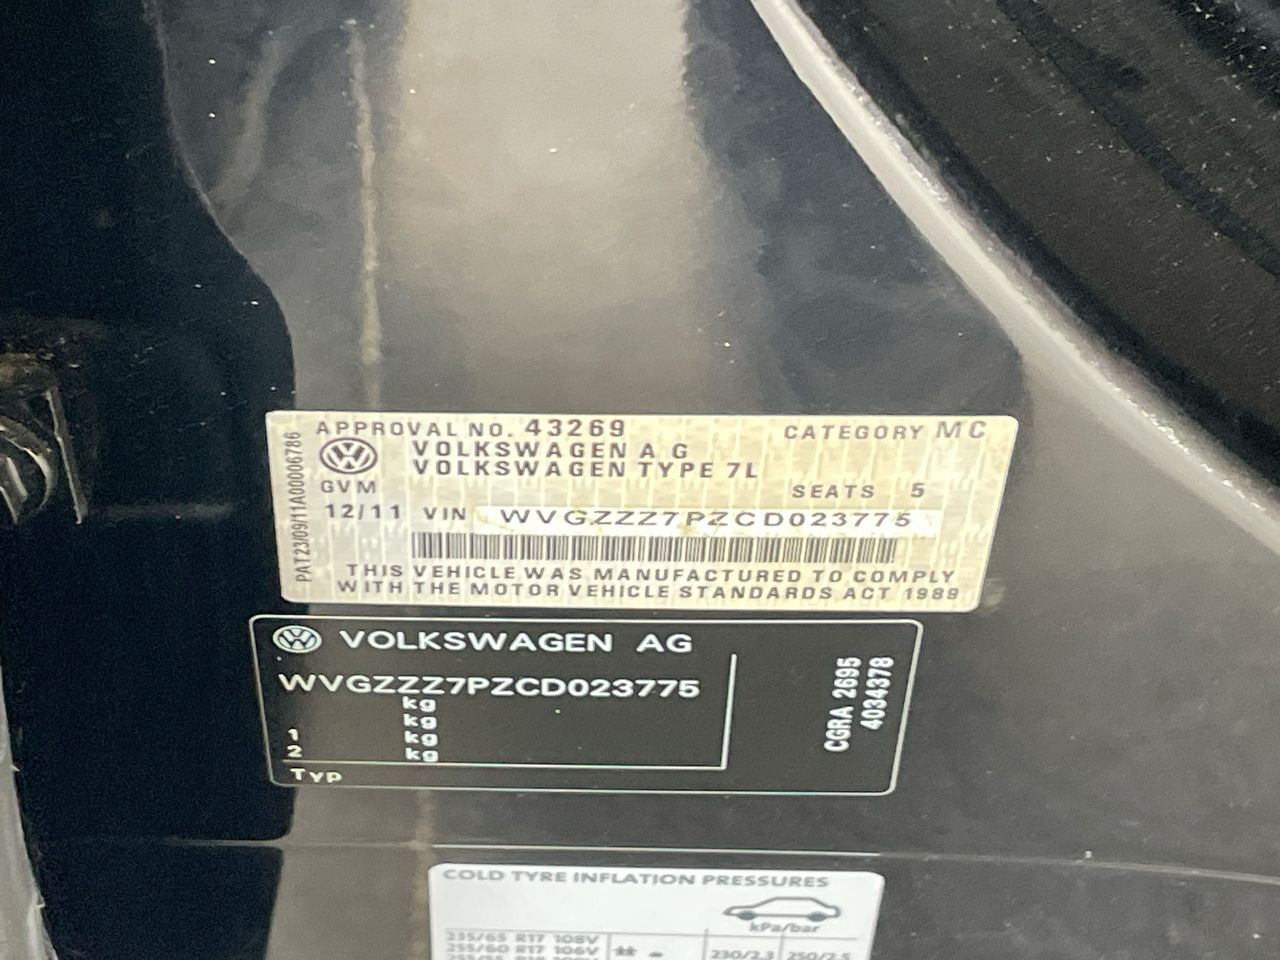 PAT23/09/11A00006786
APPROVAL NO. 43269
CATEGORY MC
VOLKSWAGEN AG
VOLKSWAGEN TYPE 7L
GVM
SEATS 5
12/11 VIN WVGZZZ7PZCD023775
THIS VEHICLE WAS MANUFACTURED TO COMPLY
WITH THE MOTOR VEHICLE STANDARDS ACT 1989
VOLKSWAGEN AG
WVGZZZ7PZCD023775
kg
kg
1 kg
2 kg
TYP
CGRA 2695
4034378
COLD TYRE INFLATION PRESSURES
kPa/bar
235/65 R17 108V
255/60 R17 106V
230/2.3 250/2.5